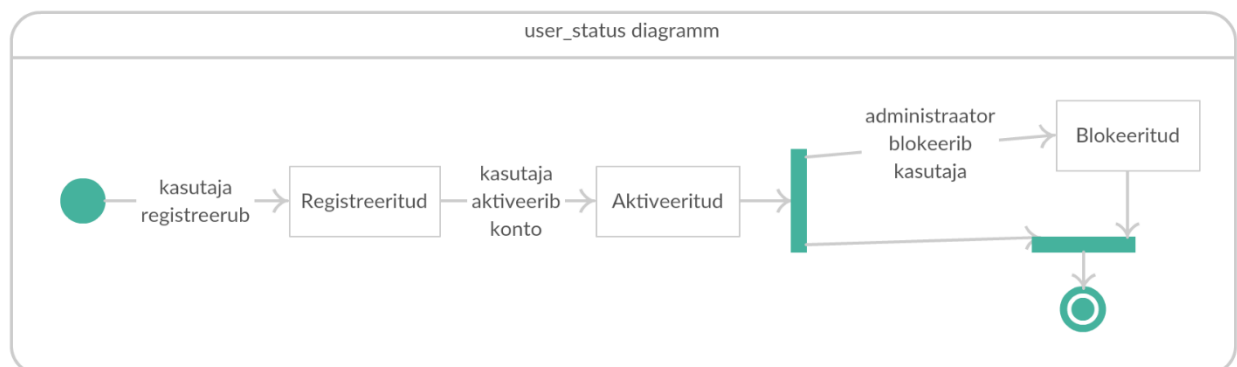 user_status diagramm
kasutaja
registreerub
Registreeritud
kasutaja
aktiveerib
konto
Aktiveeritud
administraator
blokeerib
kasutaja
Blokeeritud